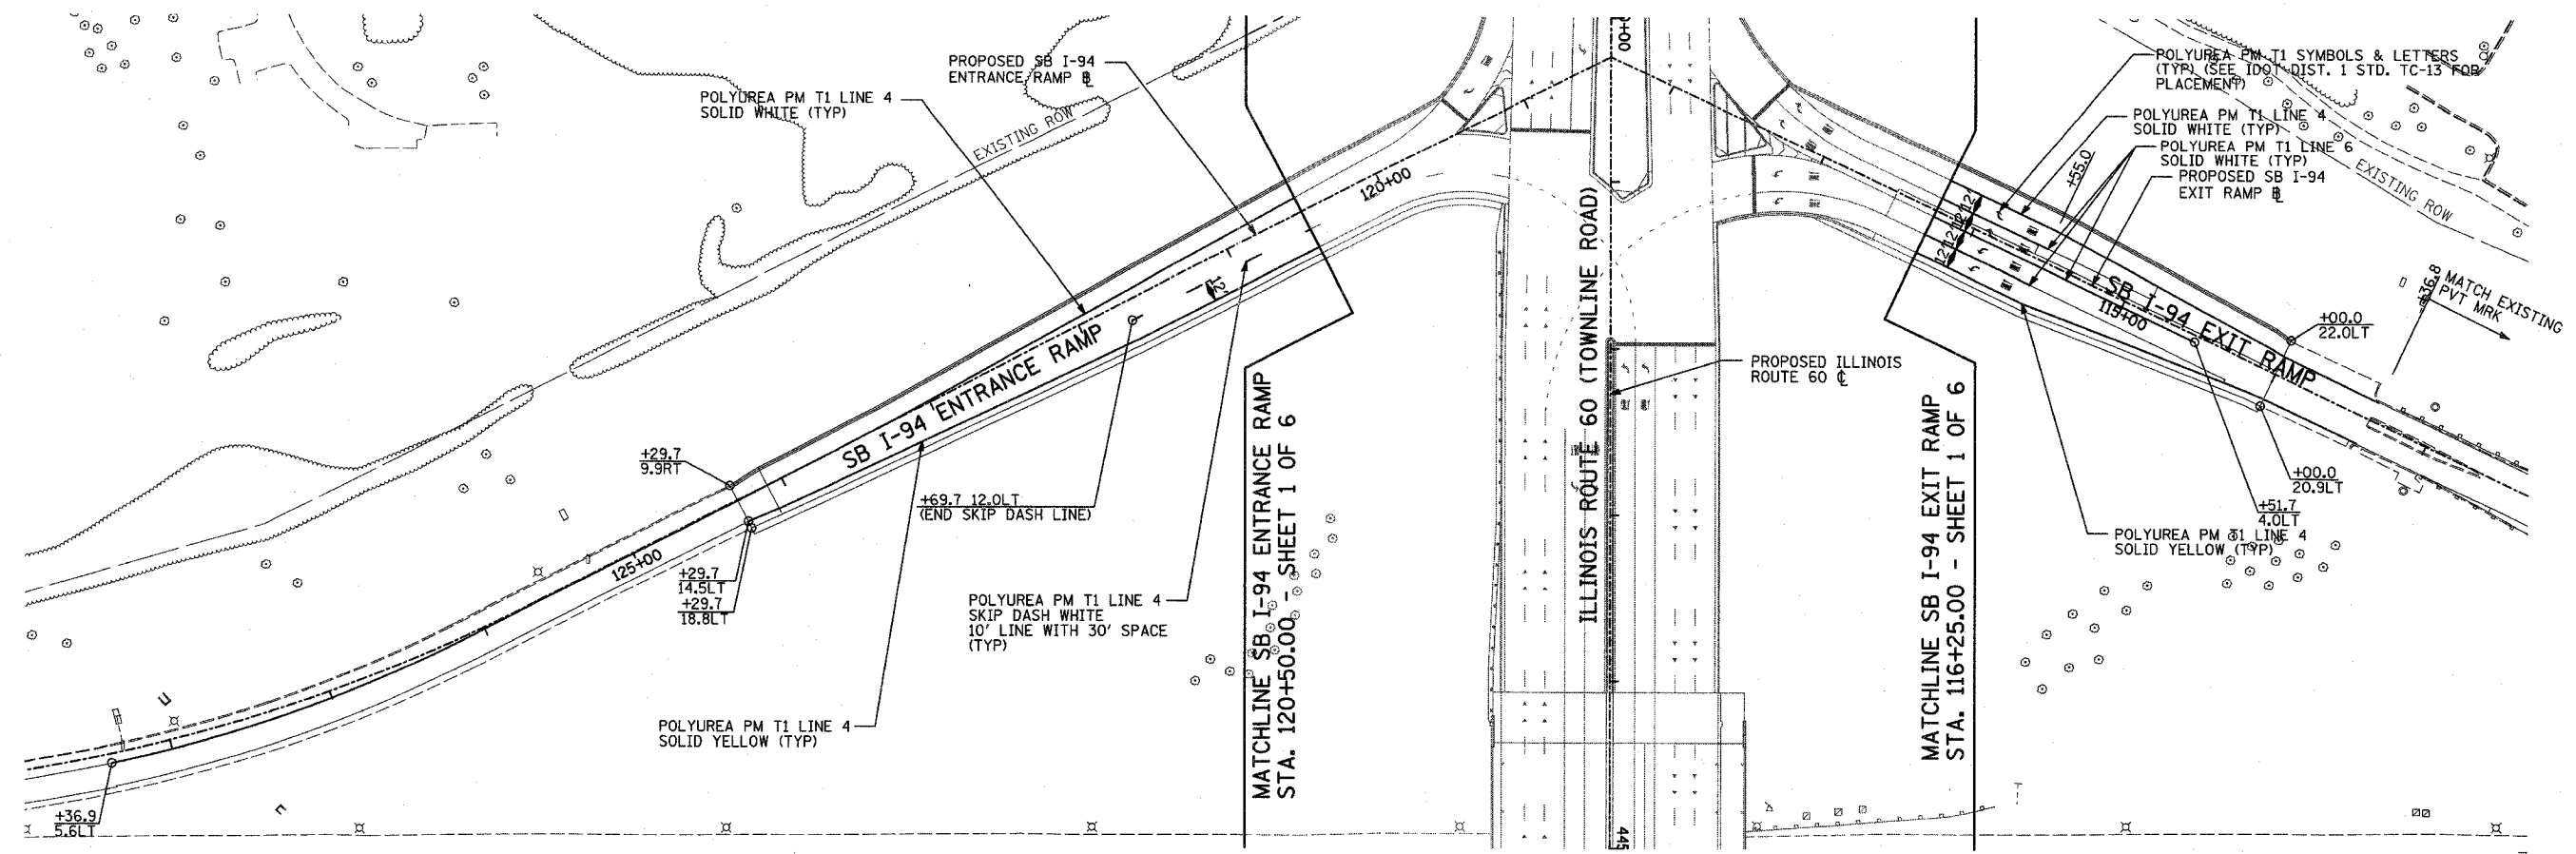 PROPOSED SB I-94
ENTRANCE RAMP ℄
POLYUREA PM T1 LINE 4
SOLID WHITE (TYP)
EXISTING ROW
120+00
12'
SB I-94 ENTRANCE RAMP
+29.7
9.9RT
+69.7 12.0LT
(END SKIP DASH LINE)
125+00
+29.7
14.5LT
+29.7
18.8LT
POLYUREA PM T1 LINE 4
SKIP DASH WHITE
10' LINE WITH 30' SPACE
(TYP)
POLYUREA PM T1 LINE 4
SOLID YELLOW (TYP)
+36.9
5.6LT
MATCHLINE SB I-94 ENTRANCE RAMP
STA. 120+50.00 - SHEET 1 OF 6
+00
ILLINOIS ROUTE 60 (TOWNLINE ROAD)
PROPOSED ILLINOIS
ROUTE 60 ℄
445
MATCHLINE SB I-94 EXIT RAMP
STA. 116+25.00 - SHEET 1 OF 6
POLYUREA PM T1 SYMBOLS & LETTERS
(TYP) (SEE IDOT DIST. 1 STD. TC-13 FOR
PLACEMENT)
POLYUREA PM T1 LINE 4
SOLID WHITE (TYP)
POLYUREA PM T1 LINE 6
SOLID WHITE (TYP)
PROPOSED SB I-94
EXIT RAMP ℄
+55.0
EXISTING ROW
12'
12'
12'
12'
SB I-94 EXIT RAMP
115+00
+36.8
MATCH EXISTING
PVT MRK
+00.0
22.0LT
+00.0
20.9LT
+51.7
4.0LT
POLYUREA PM T1 LINE 4
SOLID YELLOW (TYP)